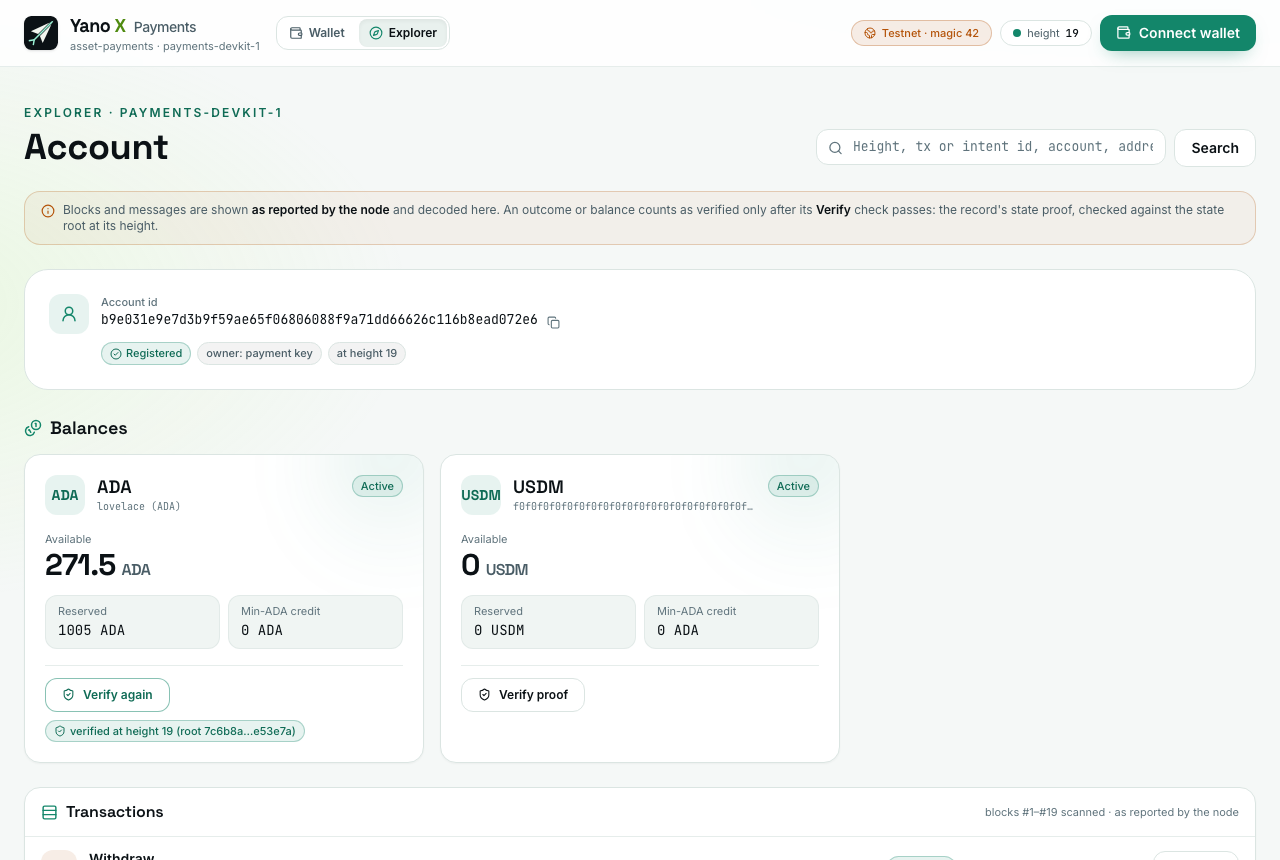 Yano X Payments
asset-payments · payments-devkit-1
Wallet
Explorer
Testnet · magic 42
height 19
Connect wallet
EXPLORER · PAYMENTS-DEVKIT-1
Account
Height, tx or intent id, account, addre
Search
Blocks and messages are shown as reported by the node and decoded here. An outcome or balance counts as verified only after its Verify check passes: the record's state proof, checked against the state
root at its height.
Account id
b9e031e9e7d3b9f59ae65f06806088f9a71dd66626c116b8ead072e6
Registered
owner: payment key
at height 19
Balances
ADA
ADA
lovelace (ADA)
Active
Available
271.5 ADA
Reserved
1005 ADA
Min-ADA credit
0 ADA
Verify again
verified at height 19 (root 7c6b8a…e53e7a)
USDM
USDM
f0f0f0f0f0f0f0f0f0f0f0f0f0f0f0f0f0f0f0f…
Active
Available
0 USDM
Reserved
0 USDM
Min-ADA credit
0 ADA
Verify proof
Transactions
blocks #1–#19 scanned · as reported by the node
Withdraw